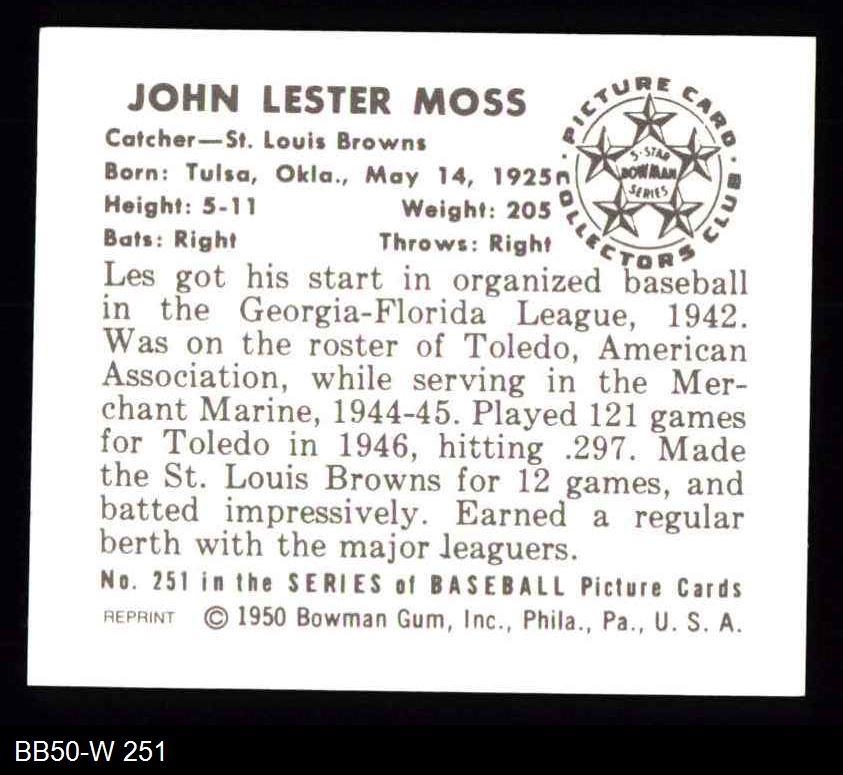 JOHN LESTER MOSS
Catcher—St. Louis Browns
Born: Tulsa, Okla., May 14, 1925
Height: 5-11 Weight: 205
Bats: Right Throws: Right
PICTURE CARD
COLLECTORS CLUB
5-STAR
BOWMAN
SERIES
Les got his start in organized baseball
in the Georgia-Florida League, 1942.
Was on the roster of Toledo, American
Association, while serving in the Mer-
chant Marine, 1944-45. Played 121 games
for Toledo in 1946, hitting .297. Made
the St. Louis Browns for 12 games, and
batted impressively. Earned a regular
berth with the major leaguers.
No. 251 in the SERIES of BASEBALL Picture Cards
REPRINT © 1950 Bowman Gum, Inc., Phila., Pa., U. S. A.
BB50-W 251